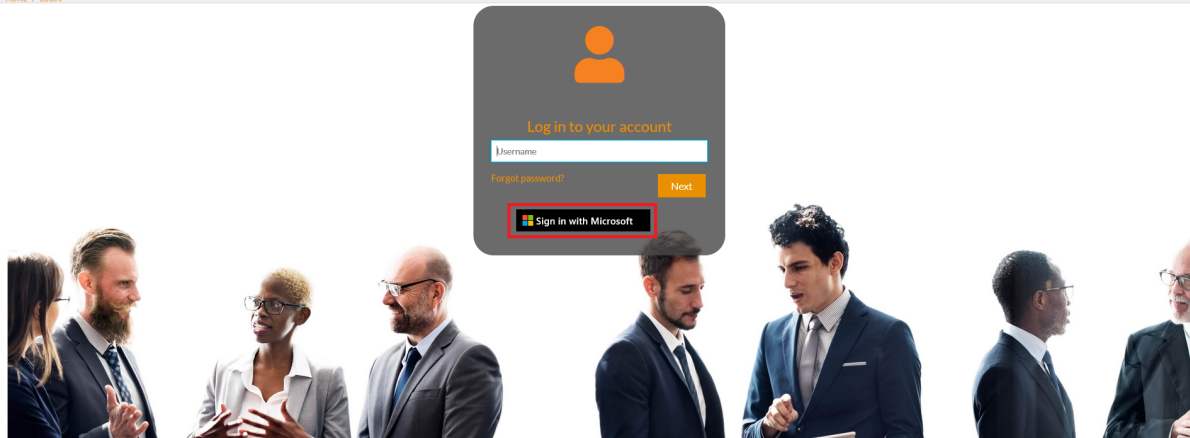 Log in to your account
Username
Forgot password?
Next
Sign in with Microsoft